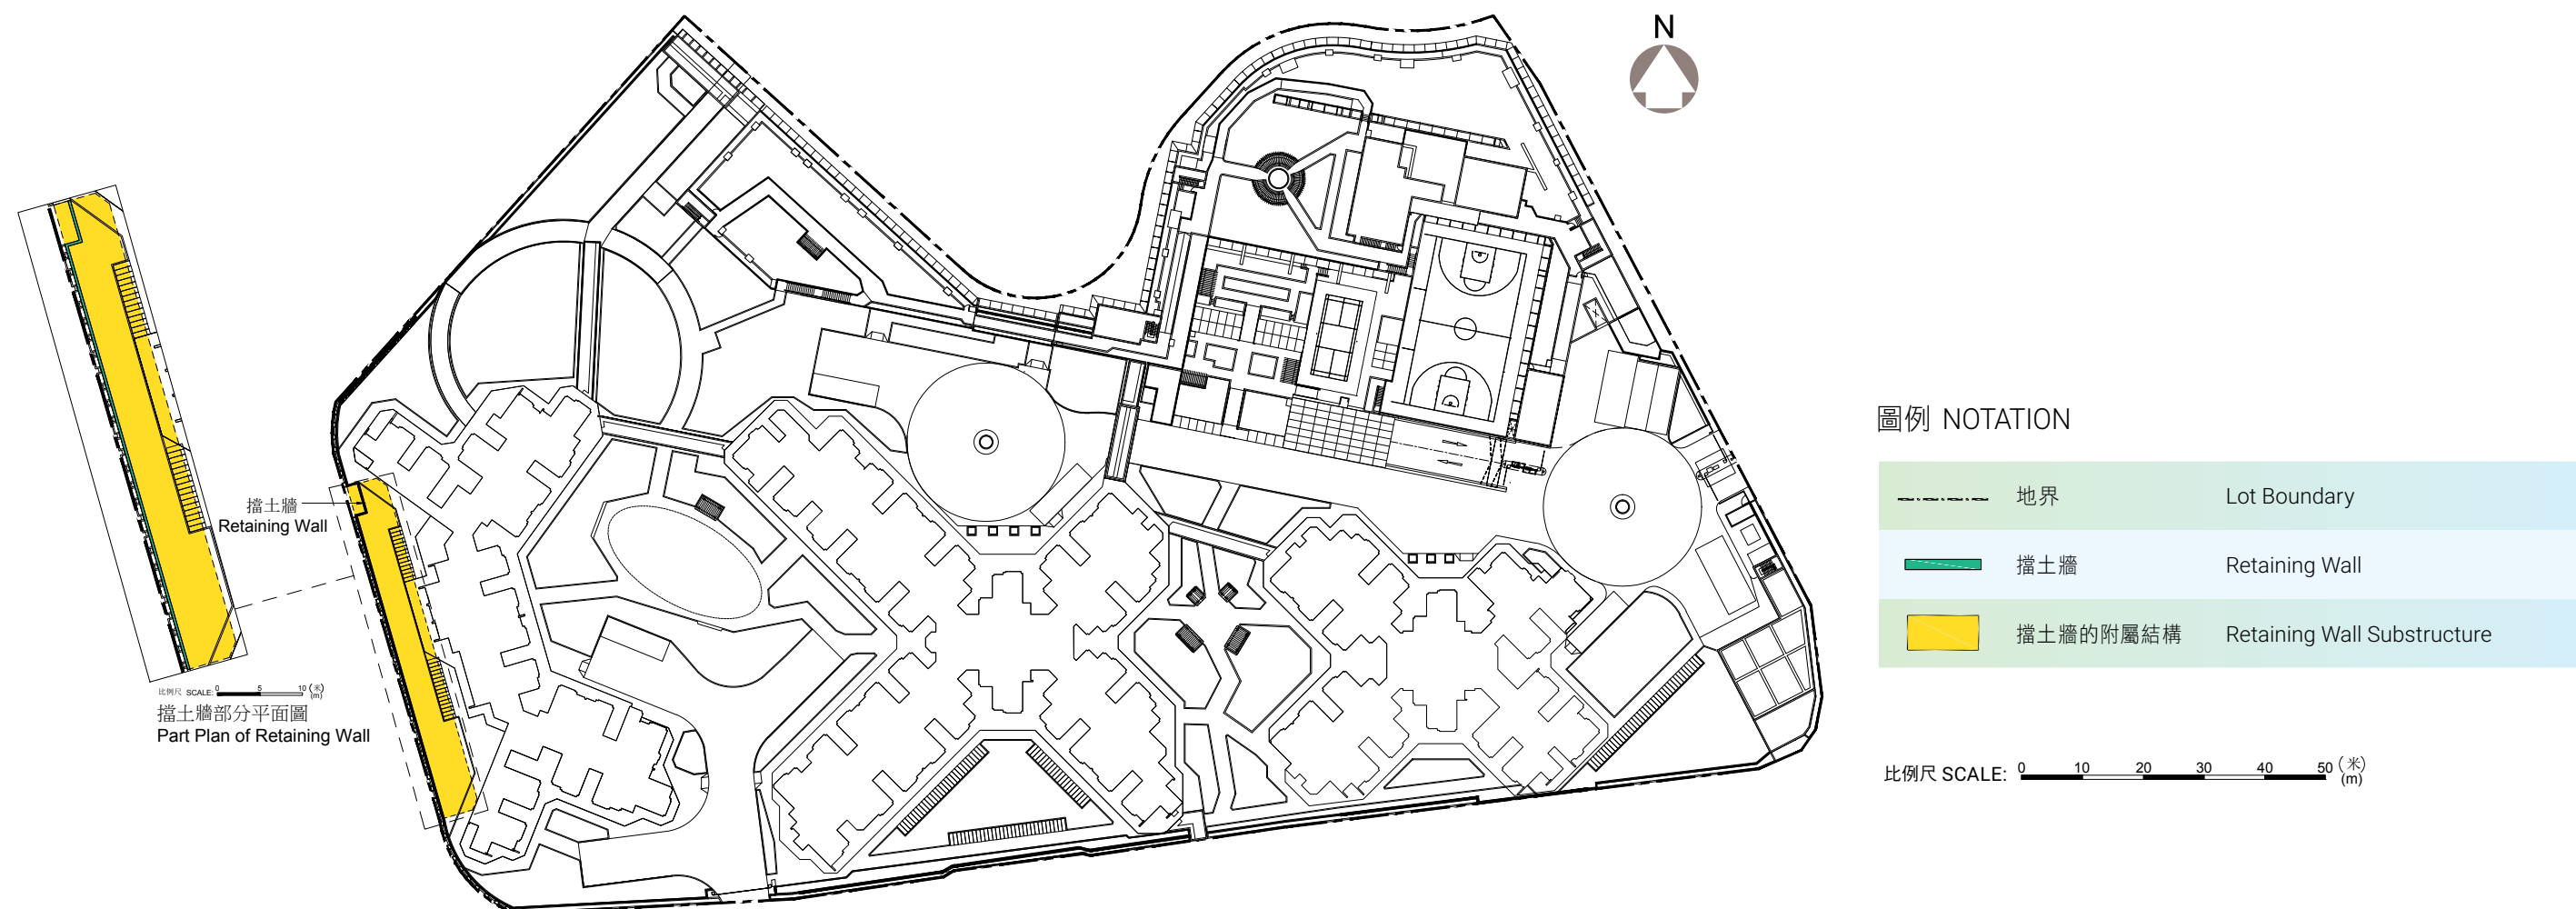 N
擋土牆
Retaining Wall
比例尺 SCALE: 0 5 10 (米)
(m)
擋土牆部分平面圖
Part Plan of Retaining Wall
圖例 NOTATION
地界 Lot Boundary
擋土牆 Retaining Wall
擋土牆的附屬結構 Retaining Wall Substructure
比例尺 SCALE: 0 10 20 30 40 50 (米)
(m)